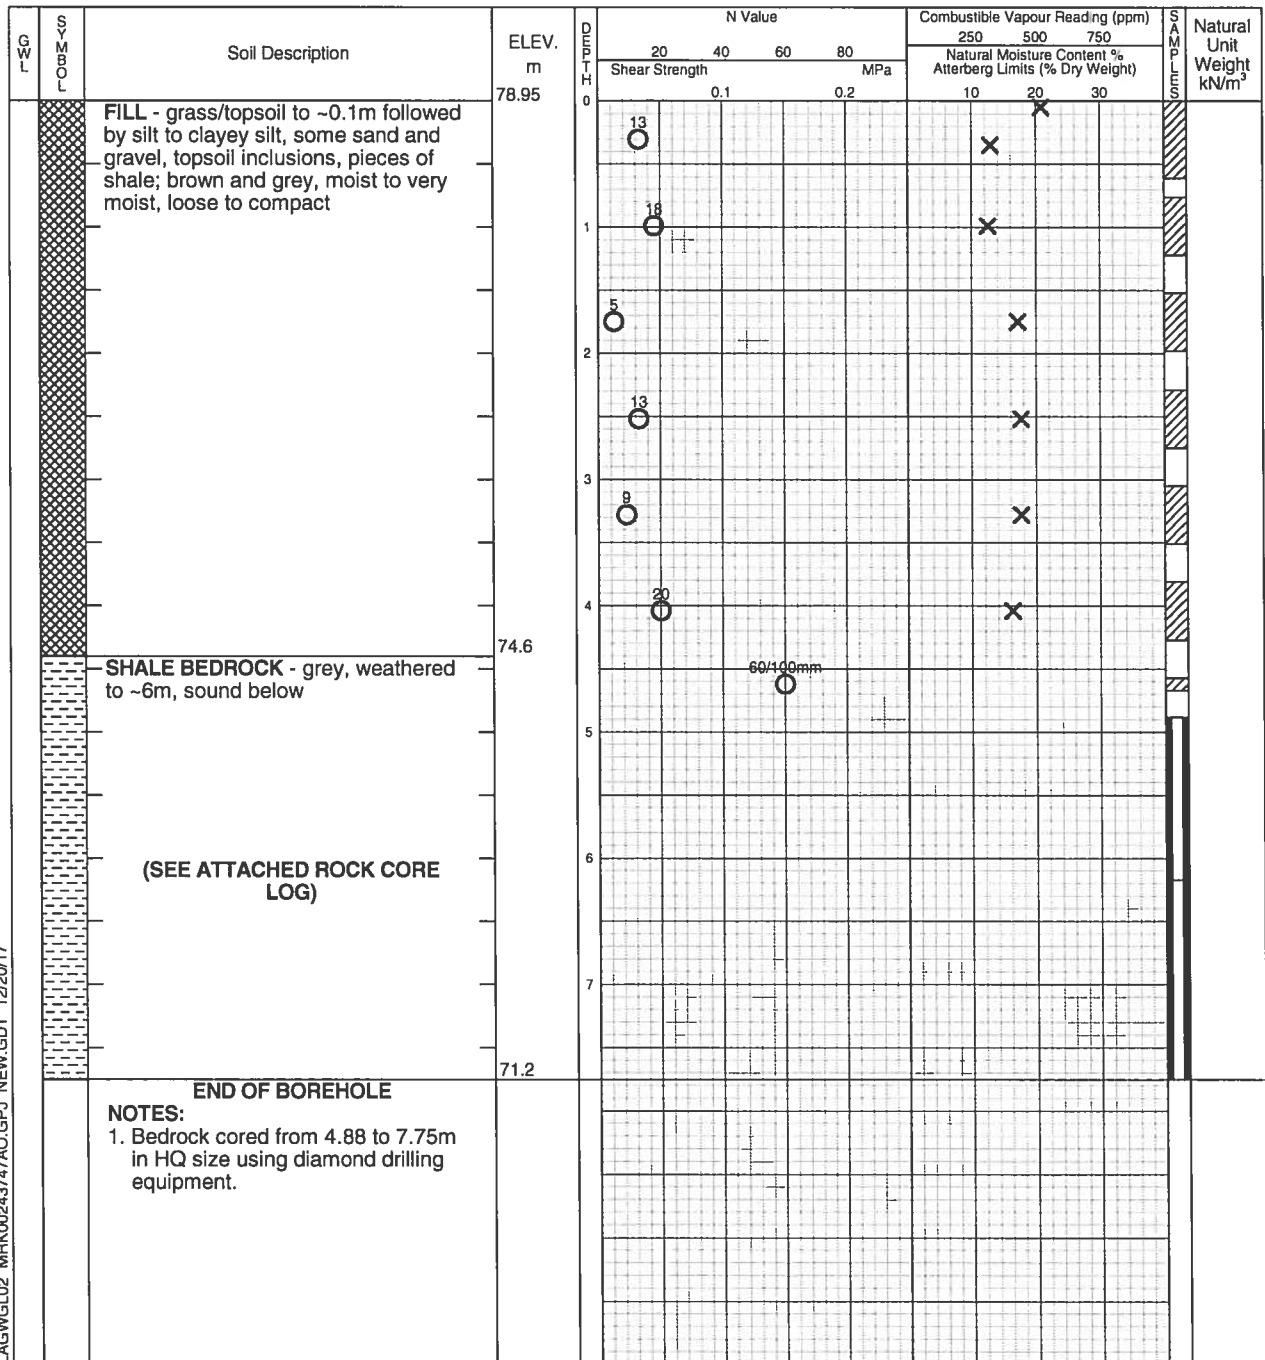 GWL
SYMBOL
Soil Description
ELEV.
m
DEPTH
N Value
20 40 60 80
Shear Strength MPa
0.1 0.2
Combustible Vapour Reading (ppm)
250 500 750
Natural Moisture Content %
Atterberg Limits (% Dry Weight)
10 20 30
SAMPLES
Natural
Unit
Weight
kN/m³
78.95
0
FILL - grass/topsoil to ~0.1m followed
by silt to clayey silt, some sand and
gravel, topsoil inclusions, pieces of
shale; brown and grey, moist to very
moist, loose to compact
13
18
1
5
2
13
3
9
20
4
74.6
SHALE BEDROCK - grey, weathered
to ~6m, sound below
60/100mm
5
6
(SEE ATTACHED ROCK CORE
LOG)
7
71.2
END OF BOREHOLE
NOTES:
1. Bedrock cored from 4.88 to 7.75m
in HQ size using diamond drilling
equipment.
NEW.GDT 12/20/17